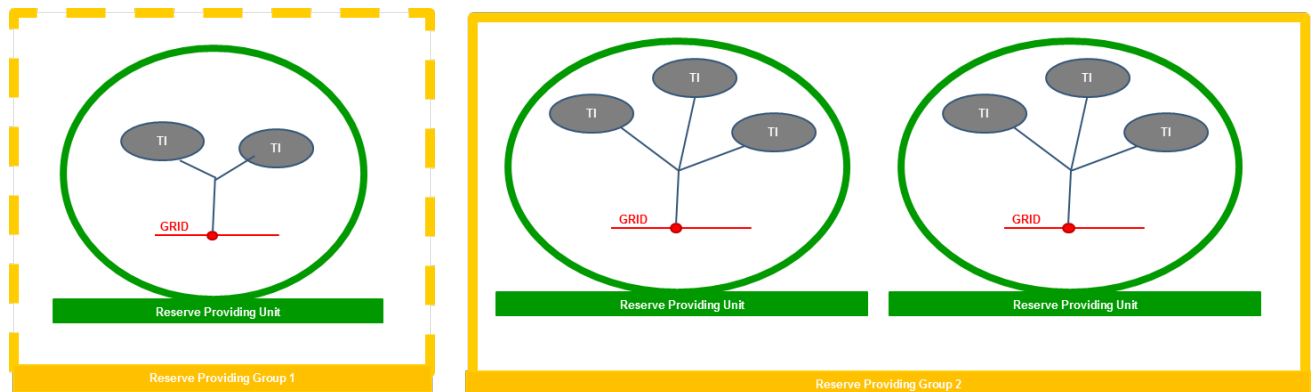 TI
TI
GRID
Reserve Providing Unit
Reserve Providing Group 1
TI
TI
TI
GRID
Reserve Providing Unit
TI
TI
TI
GRID
Reserve Providing Unit
Reserve Providing Group 2